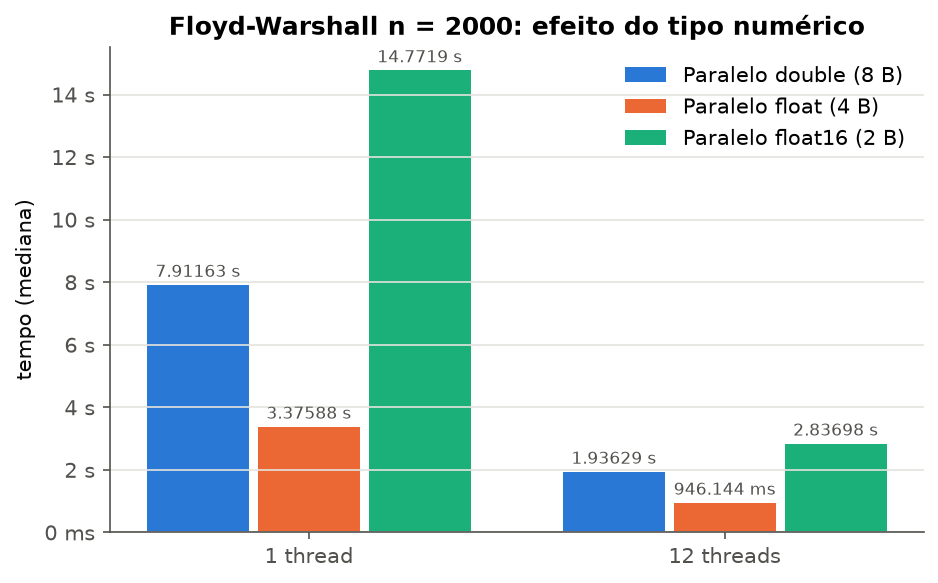 Floyd-Warshall n = 2000: efeito do tipo numérico
14.7719 s
Paralelo double (8 B)
Paralelo float (4 B)
Paralelo float16 (2 B)
14 s
12 s
10 s
8 s
6 s
4 s
2 s
0 ms
tempo (mediana)
7.91163 s
3.37588 s
1.93629 s
946.144 ms
2.83698 s
1 thread
12 threads